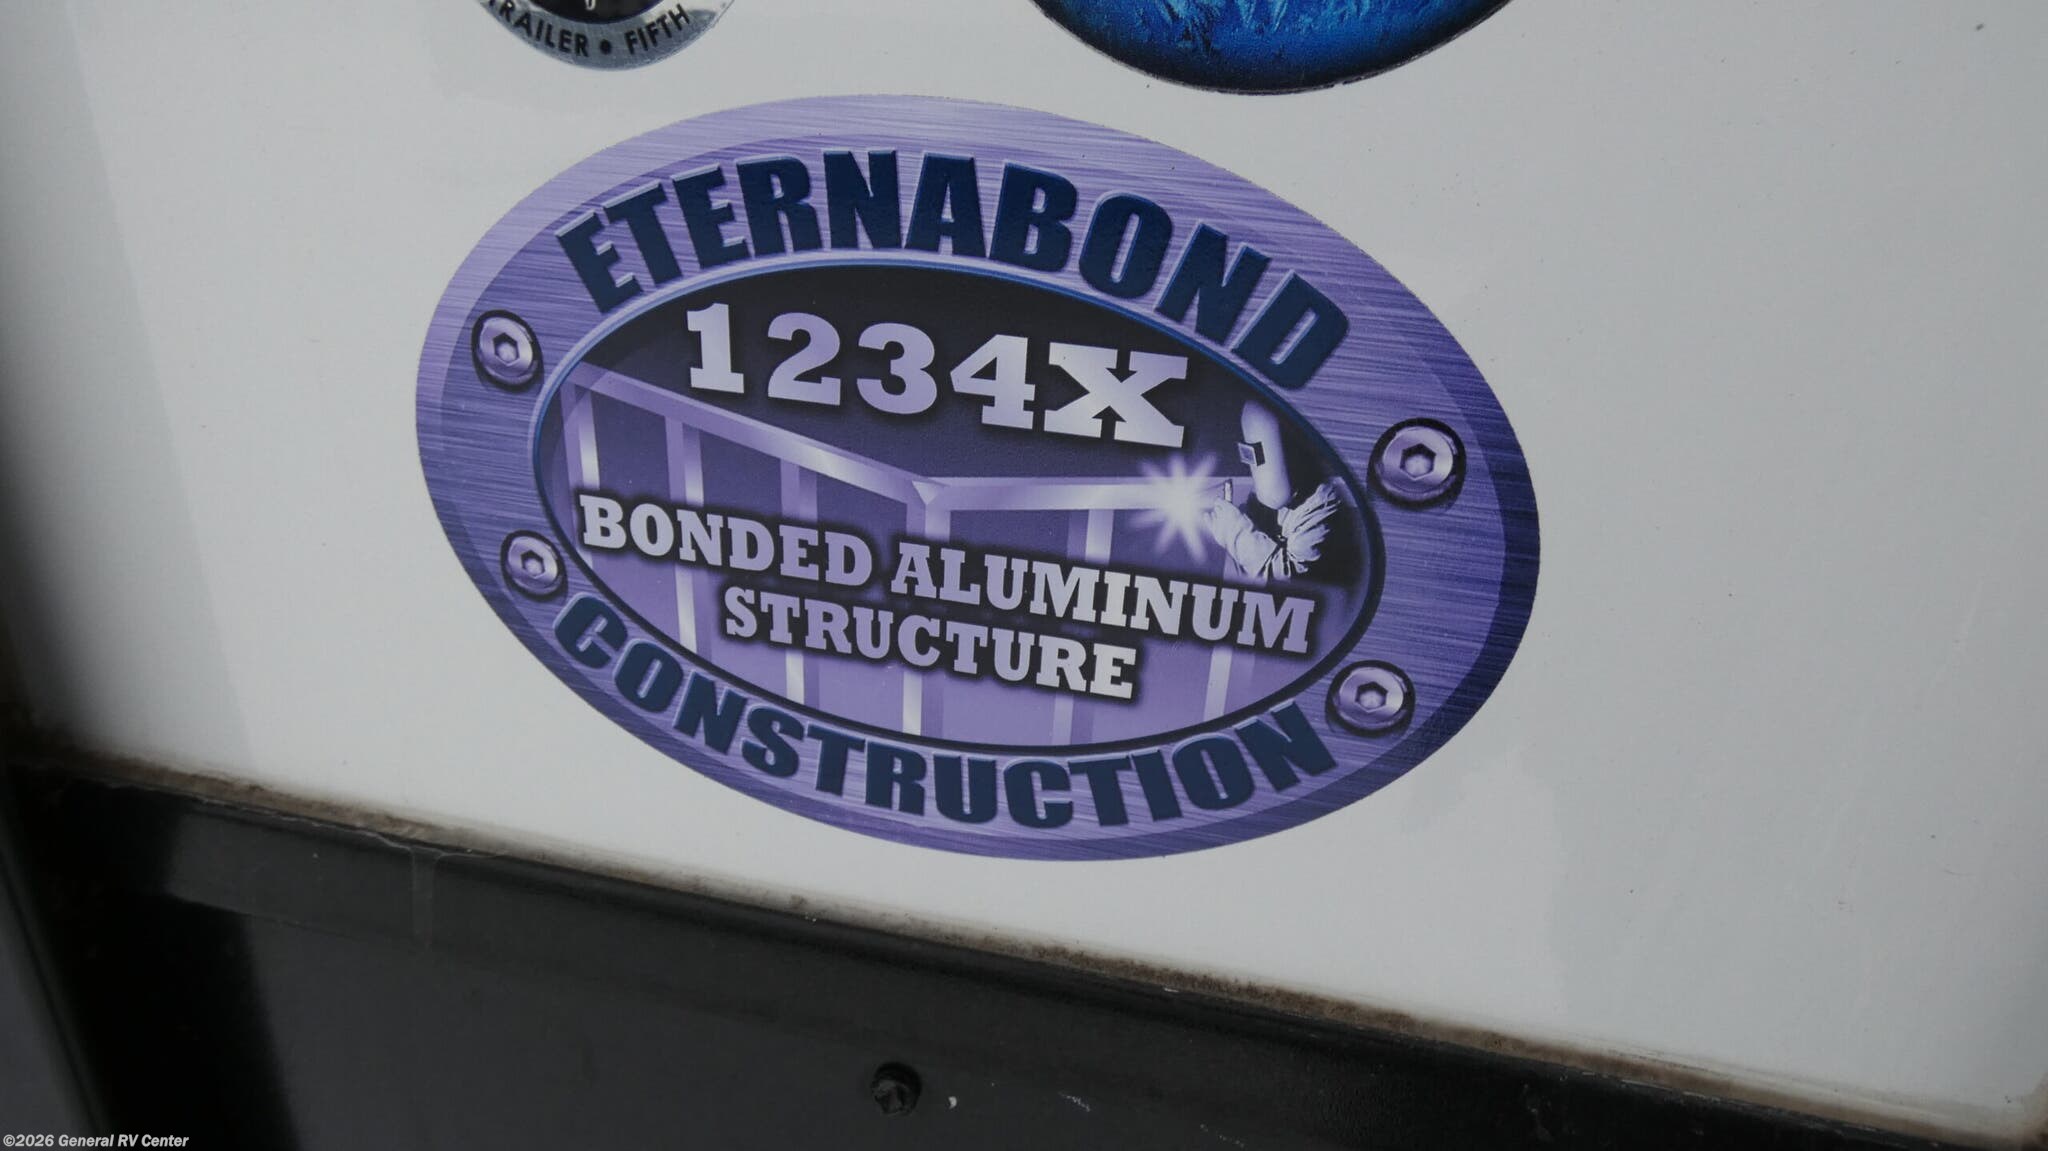 TRAILER • FIFTH
ETERNABOND
1234X
BONDED ALUMINUM
STRUCTURE
CONSTRUCTION
©2026 General RV Center